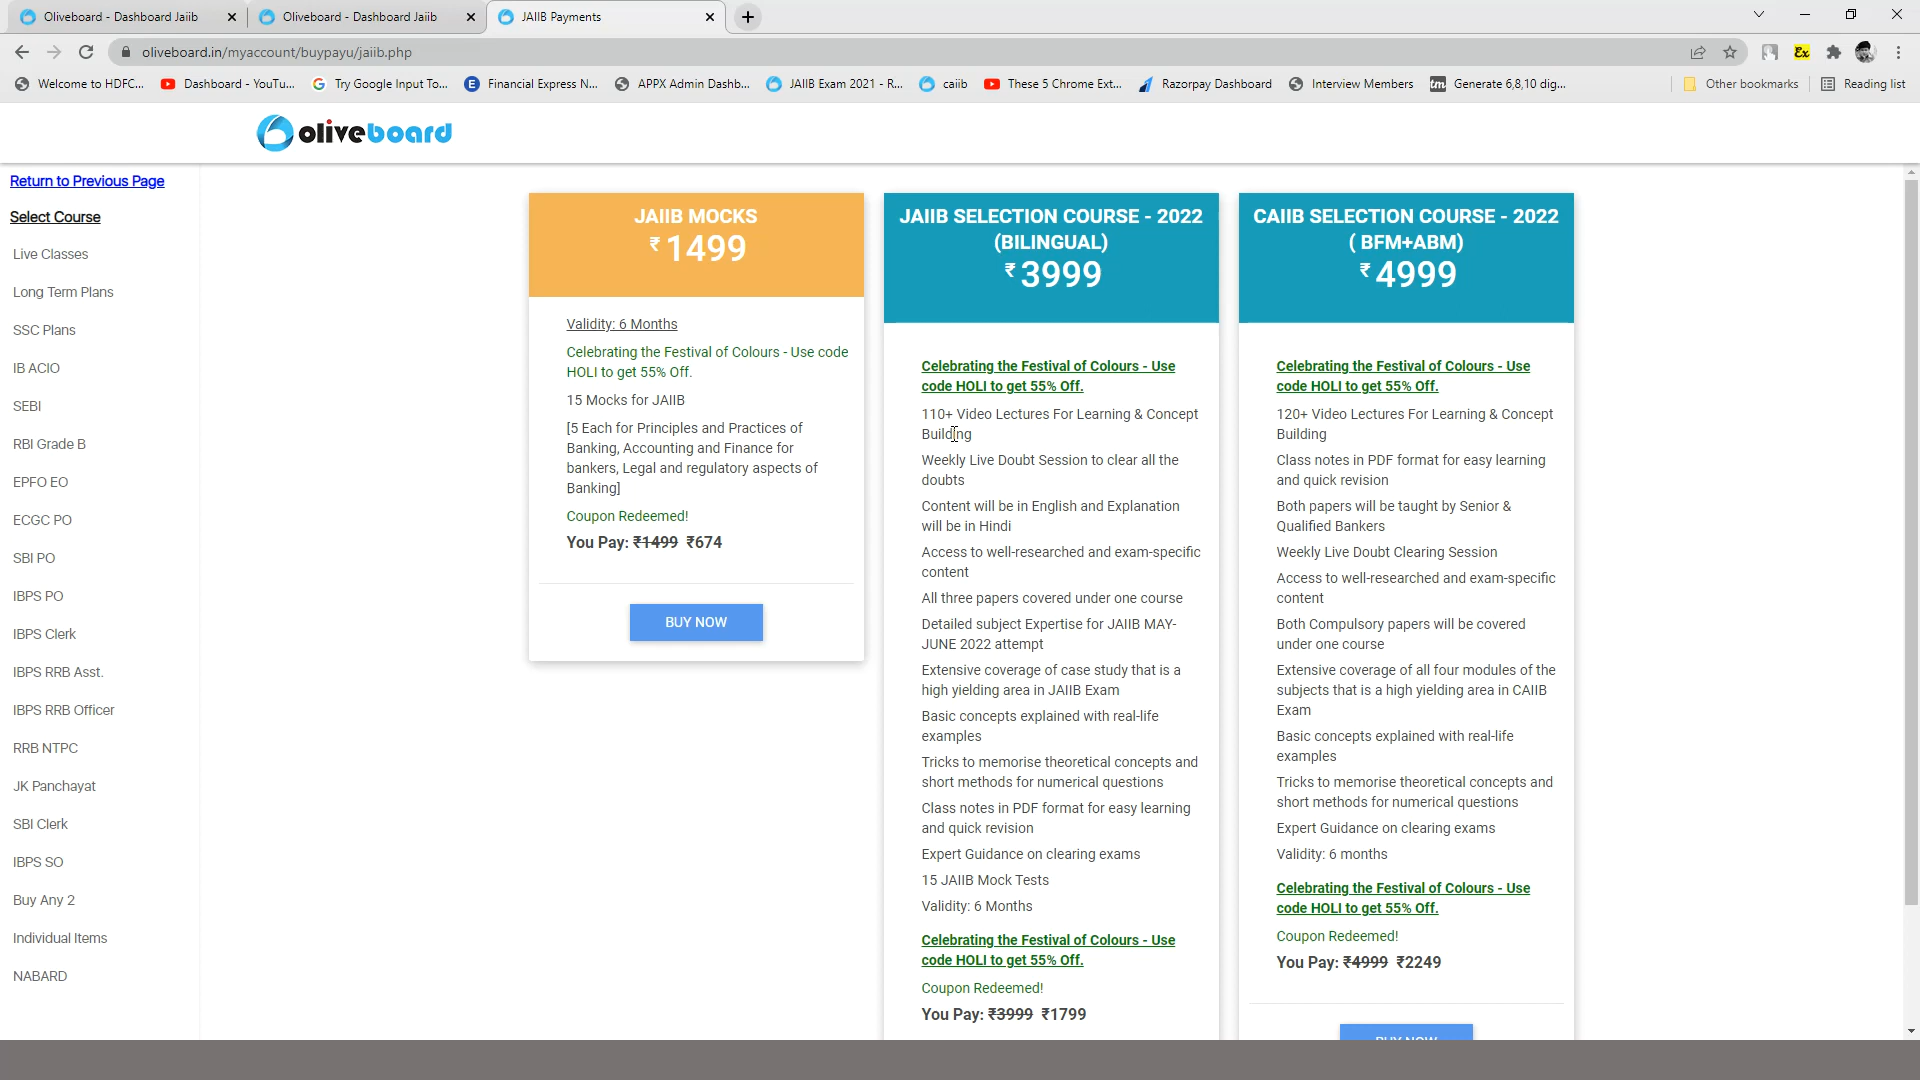 Oliveboard - Dashboard Jaiib
Oliveboard - Dashboard Jaiib
JAIIB Payments
oliveboard.in/myaccount/buypayu/jaiib.php
Ex
Welcome to HDFC...
Dashboard - YouTu...
Try Google Input To...
Financial Express N...
APPX Admin Dashb...
JAIIB Exam 2021 - R...
caiib
These 5 Chrome Ext...
Razorpay Dashboard
Interview Members
tm
Generate 6,8,10 dig...
Other bookmarks
Reading list
oliveboard
Return to Previous Page
Select Course
Live Classes
Long Term Plans
SSC Plans
IB ACIO
SEBI
RBI Grade B
EPFO EO
ECGC PO
SBI PO
IBPS PO
IBPS Clerk
IBPS RRB Asst.
IBPS RRB Officer
RRB NTPC
JK Panchayat
SBI Clerk
IBPS SO
Buy Any 2
Individual Items
NABARD
JAIIB MOCKS
₹1499
Validity: 6 Months
Celebrating the Festival of Colours - Use code
HOLI to get 55% Off.
15 Mocks for JAIIB
[5 Each for Principles and Practices of
Banking, Accounting and Finance for
bankers, Legal and regulatory aspects of
Banking]
Coupon Redeemed!
You Pay: ₹1499 ₹674
BUY NOW
JAIIB SELECTION COURSE - 2022
(BILINGUAL)
₹3999
Celebrating the Festival of Colours - Use
code HOLI to get 55% Off.
110+ Video Lectures For Learning & Concept
Building
Weekly Live Doubt Session to clear all the
doubts
Content will be in English and Explanation
will be in Hindi
Access to well-researched and exam-specific
content
All three papers covered under one course
Detailed subject Expertise for JAIIB MAY-
JUNE 2022 attempt
Extensive coverage of case study that is a
high yielding area in JAIIB Exam
Basic concepts explained with real-life
examples
Tricks to memorise theoretical concepts and
short methods for numerical questions
Class notes in PDF format for easy learning
and quick revision
Expert Guidance on clearing exams
15 JAIIB Mock Tests
Validity: 6 Months
Celebrating the Festival of Colours - Use
code HOLI to get 55% Off.
Coupon Redeemed!
You Pay: ₹3999 ₹1799
CAIIB SELECTION COURSE - 2022
( BFM+ABM)
₹4999
Celebrating the Festival of Colours - Use
code HOLI to get 55% Off.
120+ Video Lectures For Learning & Concept
Building
Class notes in PDF format for easy learning
and quick revision
Both papers will be taught by Senior &
Qualified Bankers
Weekly Live Doubt Clearing Session
Access to well-researched and exam-specific
content
Both Compulsory papers will be covered
under one course
Extensive coverage of all four modules of the
subjects that is a high yielding area in CAIIB
Exam
Basic concepts explained with real-life
examples
Tricks to memorise theoretical concepts and
short methods for numerical questions
Expert Guidance on clearing exams
Validity: 6 months
Celebrating the Festival of Colours - Use
code HOLI to get 55% Off.
Coupon Redeemed!
You Pay: ₹4999 ₹2249
BUY NOW